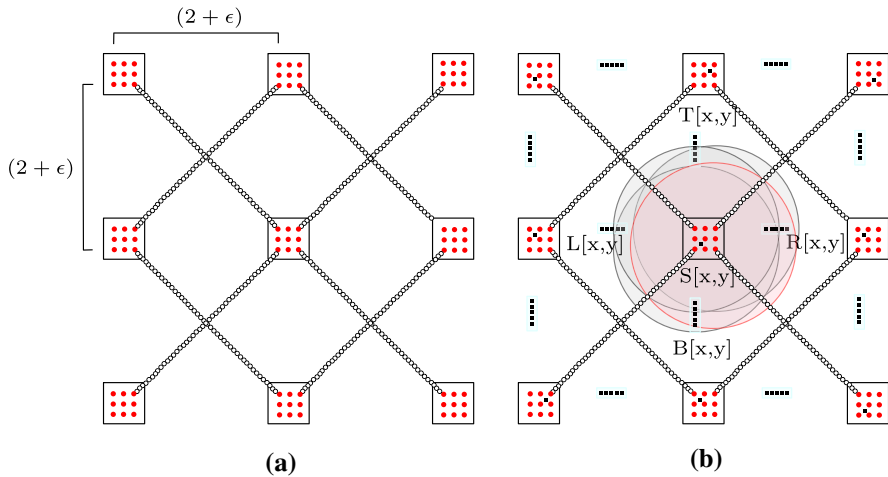 (2 + ϵ)
(2 + ϵ)
T[x,y]
L[x,y]
R[x,y]
S[x,y]
B[x,y]
(a)
(b)